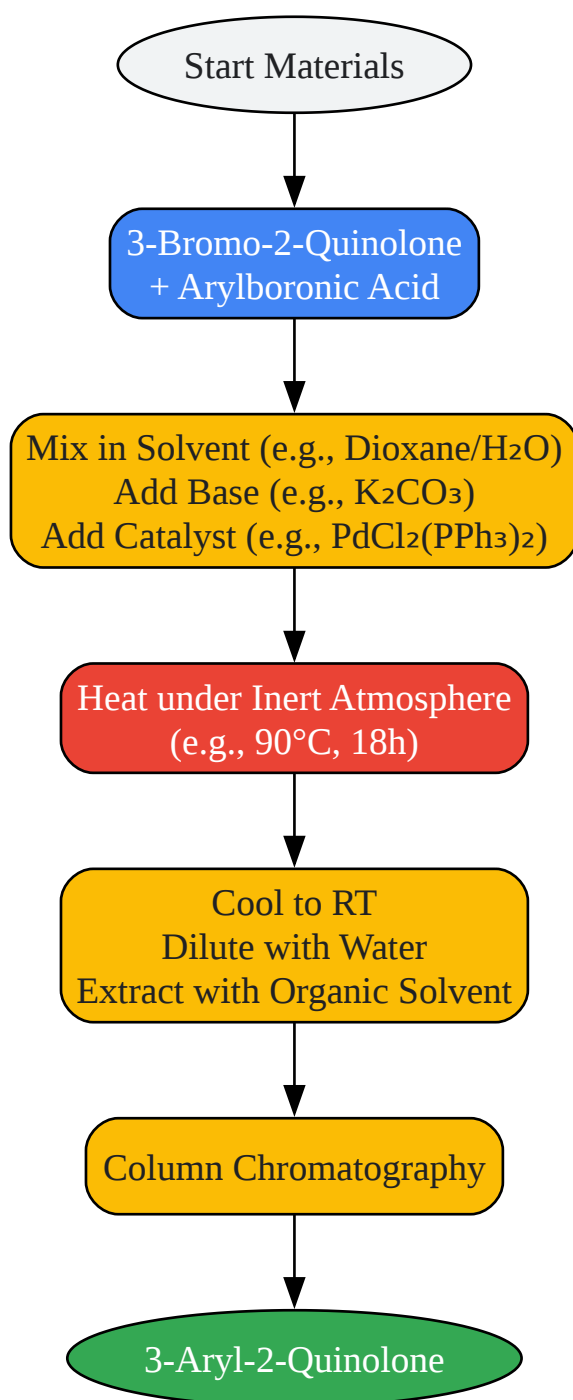 Start Materials
3-Bromo-2-Quinolone
+ Arylboronic Acid
Mix in Solvent (e.g., Dioxane/H₂O)
Add Base (e.g., K₂CO₃)
Add Catalyst (e.g., PdCl₂(PPh₃)₂)
Heat under Inert Atmosphere
(e.g., 90°C, 18h)
Cool to RT
Dilute with Water
Extract with Organic Solvent
Column Chromatography
3-Aryl-2-Quinolone